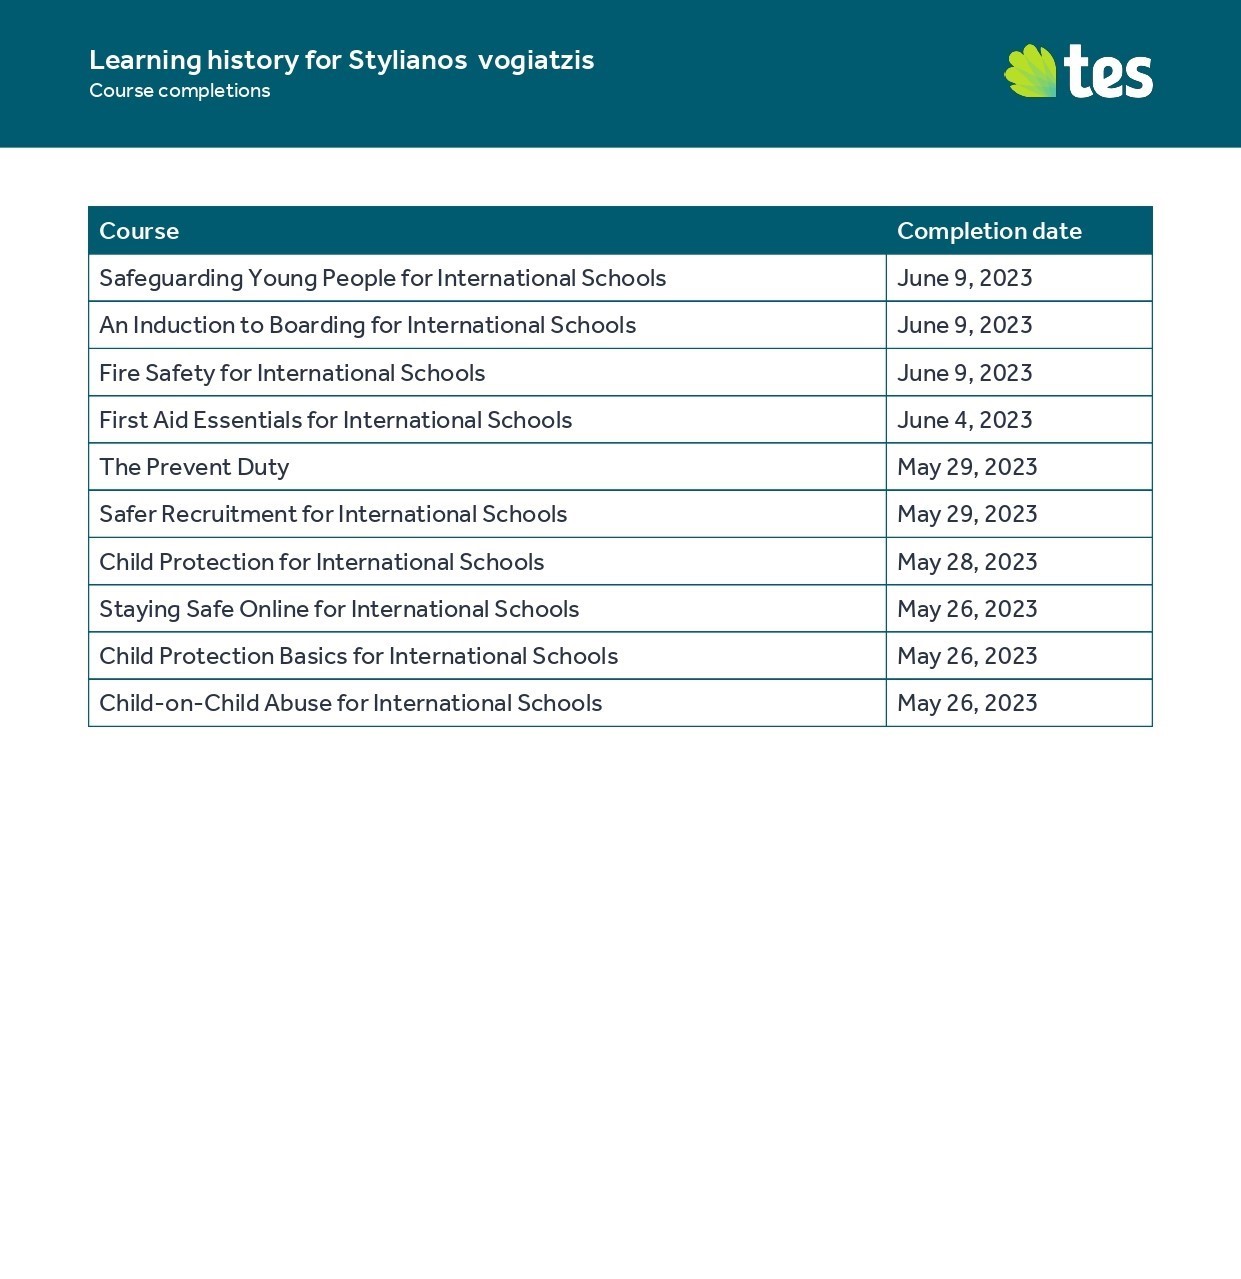 Learning history for Stylianos vogiatzis
Course completions
tes
Course Completion date
Safeguarding Young People for International Schools June 9, 2023
An Induction to Boarding for International Schools June 9, 2023
Fire Safety for International Schools June 9, 2023
First Aid Essentials for International Schools June 4, 2023
The Prevent Duty May 29, 2023
Safer Recruitment for International Schools May 29, 2023
Child Protection for International Schools May 28, 2023
Staying Safe Online for International Schools May 26, 2023
Child Protection Basics for International Schools May 26, 2023
Child-on-Child Abuse for International Schools May 26, 2023